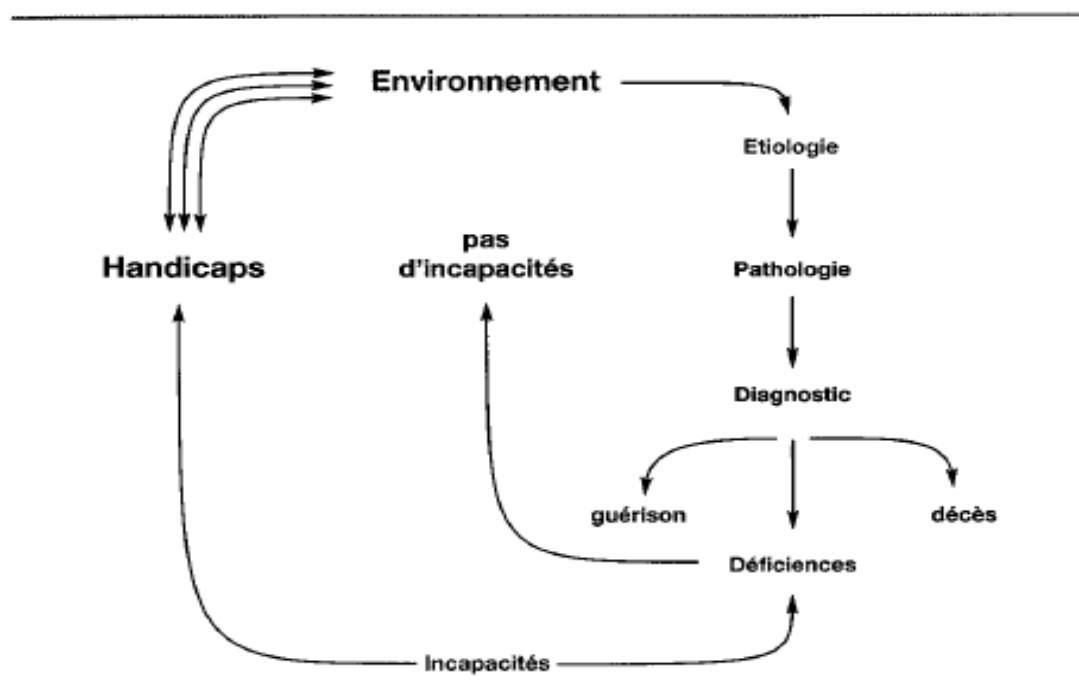 Environnement
Etiologie
pas
d'incapacités
Handicaps
Pathologie
Diagnostic
guérison
décès
Déficiences
Incapacités